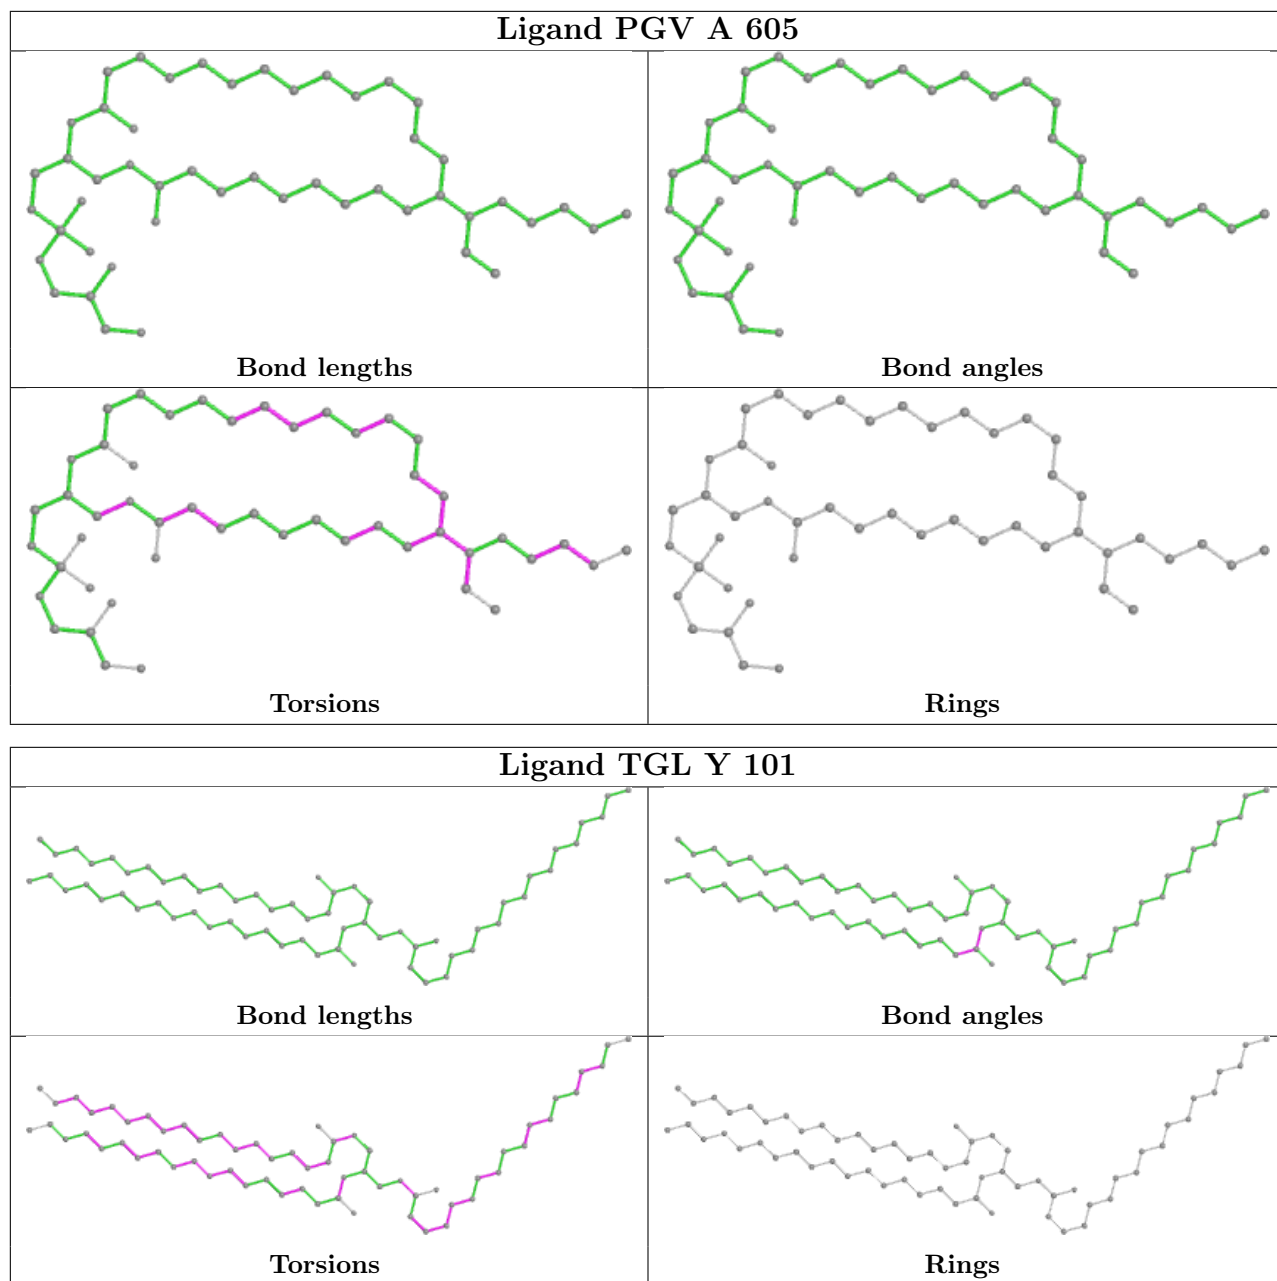 Ligand PGV A 605
Bond lengths
Bond angles
Torsions
Rings
Ligand TGL Y 101
Bond lengths
Bond angles
Torsions
Rings